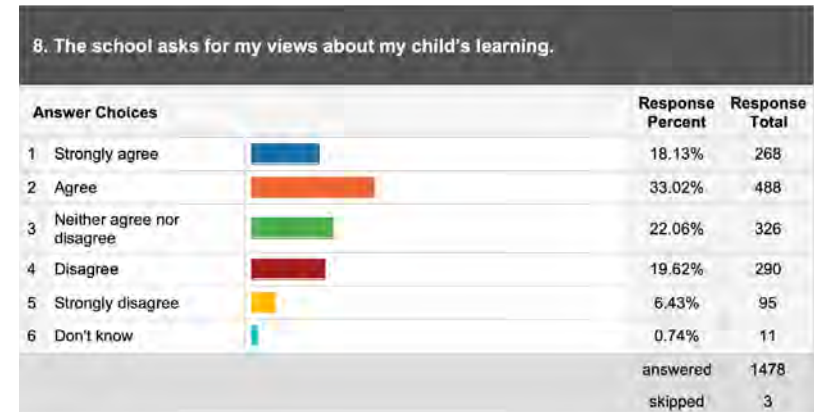 8. The school asks for my views about my child's learning.
Answer Choices Response Percent Response Total
1 Strongly agree 18.13% 268
2 Agree 33.02% 488
3 Neither agree nor disagree 22.06% 326
4 Disagree 19.62% 290
5 Strongly disagree 6.43% 95
6 Don't know 0.74% 11
answered 1478
skipped 3